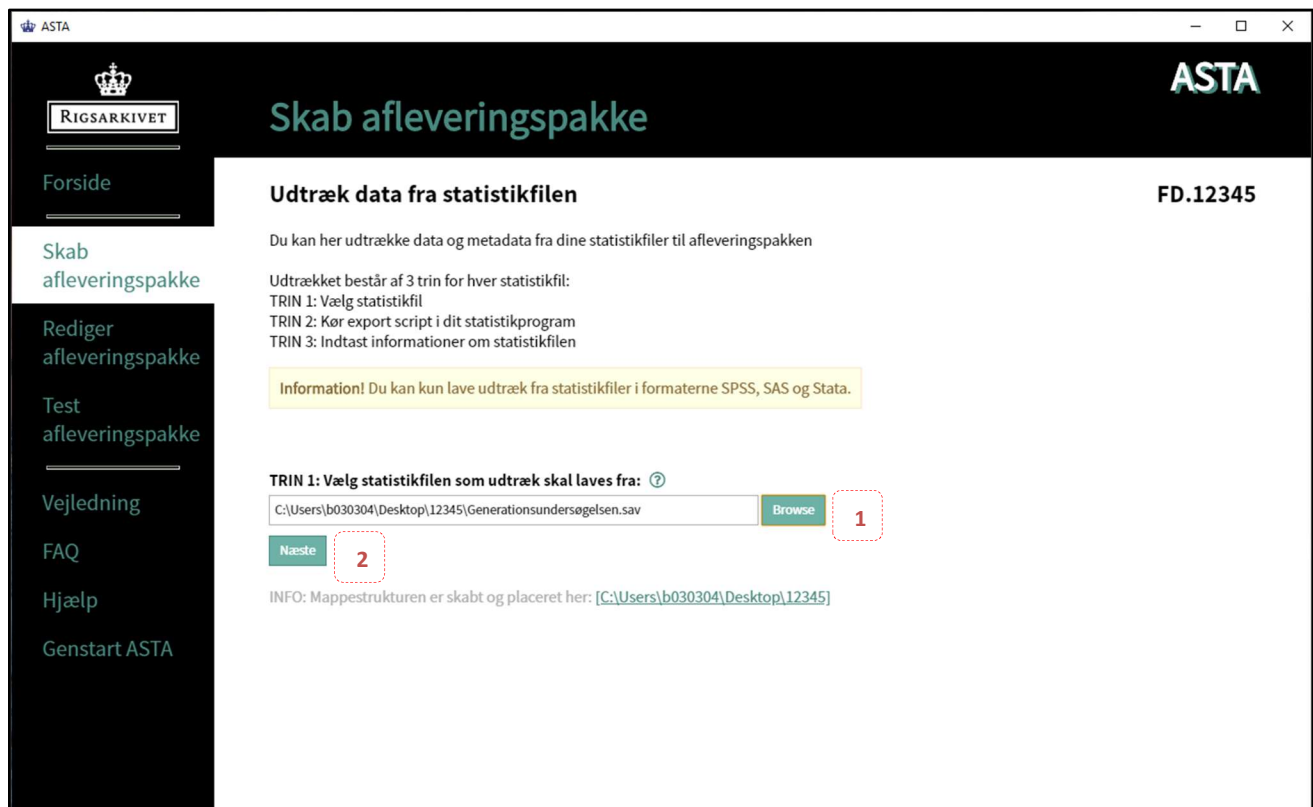 ASTA
RIGSARKIVET
ASTA
Skab afleveringspakke
Forside
Skab
afleveringspakke
Rediger
afleveringspakke
Test
afleveringspakke
Vejledning
FAQ
Hjælp
Genstart ASTA
Udtræk data fra statistikfilen
FD.12345
Du kan her udtrække data og metadata fra dine statistikfiler til afleveringspakken
Udtrækket består af 3 trin for hver statistikfil:
TRIN 1: Vælg statistikfil
TRIN 2: Kør export script i dit statistikprogram
TRIN 3: Indtast informationer om statistikfilen
Information! Du kan kun lave udtræk fra statistikfiler i formaterne SPSS, SAS og Stata.
TRIN 1: Vælg statistikfilen som udtræk skal laves fra: ?
C:\Users\b030304\Desktop\12345\Generationsundersøgelsen.sav
Browse
1
Næste
2
INFO: Mappestrukturen er skabt og placeret her: [C:\Users\b030304\Desktop\12345]